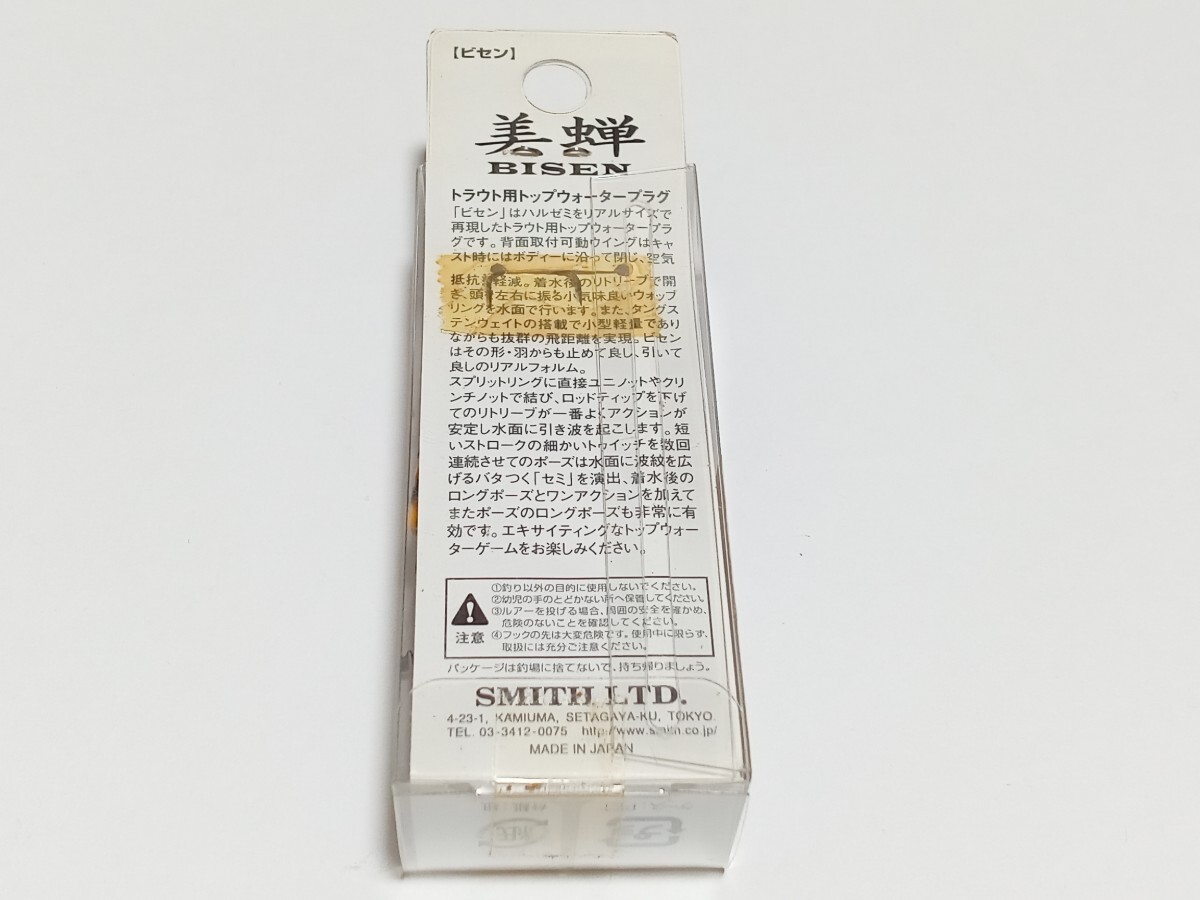 【ビセン】
美蝉
BISEN
トラウト用トップウォータープラグ
「ビセン」はハルゼミをリアルサイズで
再現したトラウト用トップウォータープラ
グです。背面取付可動ウイングはキャ
スト時にはボディーに沿って閉じ、空気
抵抗を軽減。着水後のリトリーブで開
き、頭を左右に振る小気味良いウォッブ
リングを水面で行います。また、タングス
テンウェイトの搭載で小型軽量であり
ながらも抜群の飛距離を実現。ビセン
はその形・羽からも止めて良し、引いて
良しのリアルフォルム。
スプリットリングに直接ユニノットやクリ
ンチノットで結び、ロッドティップを下げ
てのリトリーブが一番よくアクションが
安定し水面に引き波を起こします。短
いストロークの細かいトゥイッチを数回
連続させてのポーズは水面に波紋を広
げるバタつく「セミ」を演出、着水後の
ロングポーズとワンアクションを加えて
またポーズのロングポーズも非常に有
効です。エキサイティングなトップウォー
ターゲームをお楽しみください。
①釣り以外の目的に使用しないでください。
②幼児の手のとどかない所へ保管してください。
③ルアーを投げる場合、周囲の安全を確かめ、
危険のないことを確認してください。
④フックの先は大変危険です。使用中に限らず、
取扱には充分ご注意ください。
注意
パッケージは釣場に捨てないで、持ち帰りましょう。
SMITH LTD.
4-23-1, KAMIUMA, SETAGAYA-KU, TOKYO
TEL. 03-3412-0075 http://www.smith.co.jp/
MADE IN JAPAN